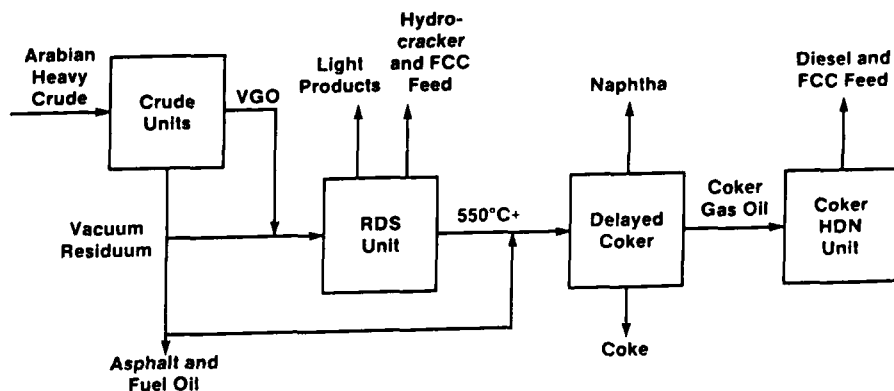 Arabian
Heavy
Crude
Crude
Units
VGO
Vacuum
Residuum
Asphalt and
Fuel Oil
Light
Products
Hydro-
cracker
and FCC
Feed
RDS
Unit
550°C+
Naphtha
Delayed
Coker
Coke
Coker
Gas Oil
Diesel and
FCC Feed
Coker
HDN
Unit